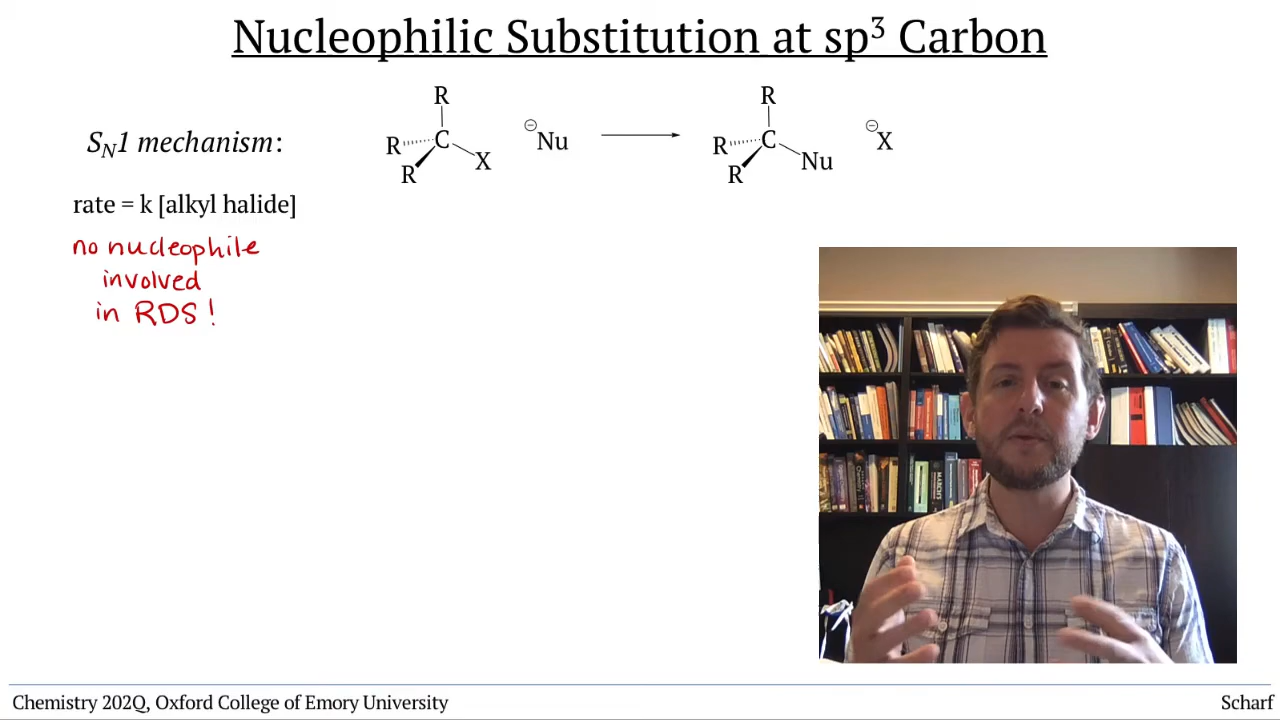 Nucleophilic Substitution at sp³ Carbon
S_N1 mechanism:
R
R C X
R
⊖Nu
R
R C Nu
R
⊖X
rate = k [alkyl halide]
no nucleophile
involved
in RDS!
Chemistry 202Q, Oxford College of Emory University
Scharf